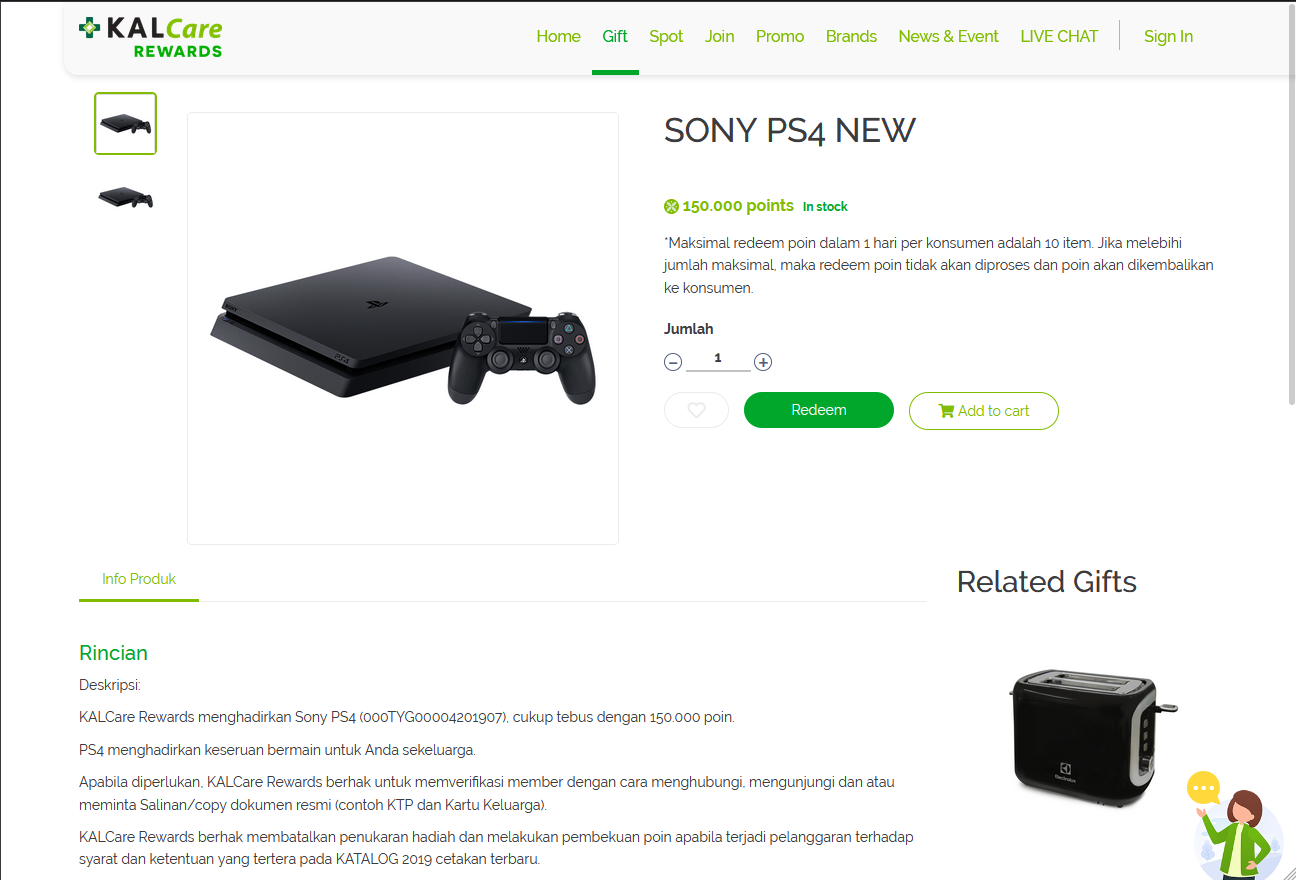 KALCare
REWARDS
Home Gift Spot Join Promo Brands News & Event LIVE CHAT Sign In
SONY PS4 NEW
150.000 points In stock
*Maksimal redeem poin dalam 1 hari per konsumen adalah 10 item. Jika melebihi
jumlah maksimal, maka redeem poin tidak akan diproses dan poin akan dikembalikan
ke konsumen.
Jumlah
1
Redeem
Add to cart
SONY
PS4
Info Produk
Rincian
Deskripsi:
KALCare Rewards menghadirkan Sony PS4 (000TYG00004201907), cukup tebus dengan 150.000 poin.
PS4 menghadirkan keseruan bermain untuk Anda sekeluarga.
Apabila diperlukan, KALCare Rewards berhak untuk memverifikasi member dengan cara menghubungi, mengunjungi dan atau
meminta Salinan/copy dokumen resmi (contoh KTP dan Kartu Keluarga).
KALCare Rewards berhak membatalkan penukaran hadiah dan melakukan pembekuan poin apabila terjadi pelanggaran terhadap
syarat dan ketentuan yang tertera pada KATALOG 2019 cetakan terbaru.
Related Gifts
Electrolux